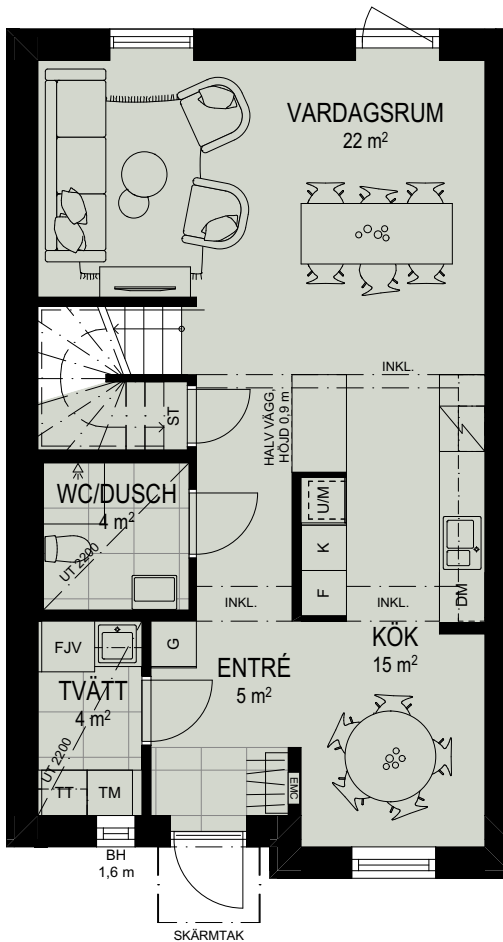 VARDAGSRUM
22 m²
INKL.
ST
HALV VÄGG.
HÖJD 0,9 m
WC/DUSCH
4 m²
UT 2200
U/M
K
F
DM
INKL.
INKL.
FJV
G
KÖK
15 m²
ENTRÉ
5 m²
TVÄTT
4 m²
UT 2200
TT
TM
EMC
BH
1,6 m
SKÄRMTAK